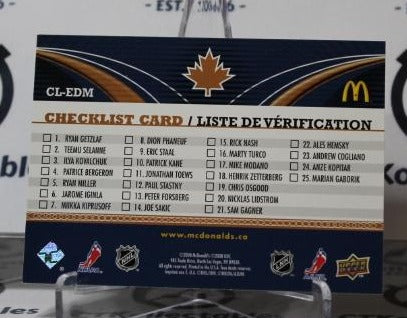 CL-EDM
CHECKLIST CARD / LISTE DE VÉRIFICATION
1. RYAN GETZLAF
2. TEEMU SELANNE
3. ILYA KOVALCHUK
4. PATRICE BERGERON
5. RYAN MILLER
6. JAROME IGINLA
7. MIIKKA KIPRUSOFF
8. DION PHANEUF
9. ERIC STAAL
10. PATRICK KANE
11. JONATHAN TOEWS
12. PAUL STASTNY
13. PETER FORSBERG
14. JOE SAKIC
15. RICK NASH
16. MARTY TURCO
17. MIKE MODANO
18. HENRIK ZETTERBERG
19. CHRIS OSGOOD
20. NICKLAS LIDSTROM
21. SAM GAGNER
22. ALES HEMSKY
23. ANDREW COGLIANO
24. ANZE KOPITAR
25. MARIAN GABORIK
www.mcdonalds.ca
NHL
NHL
UPPER DECK